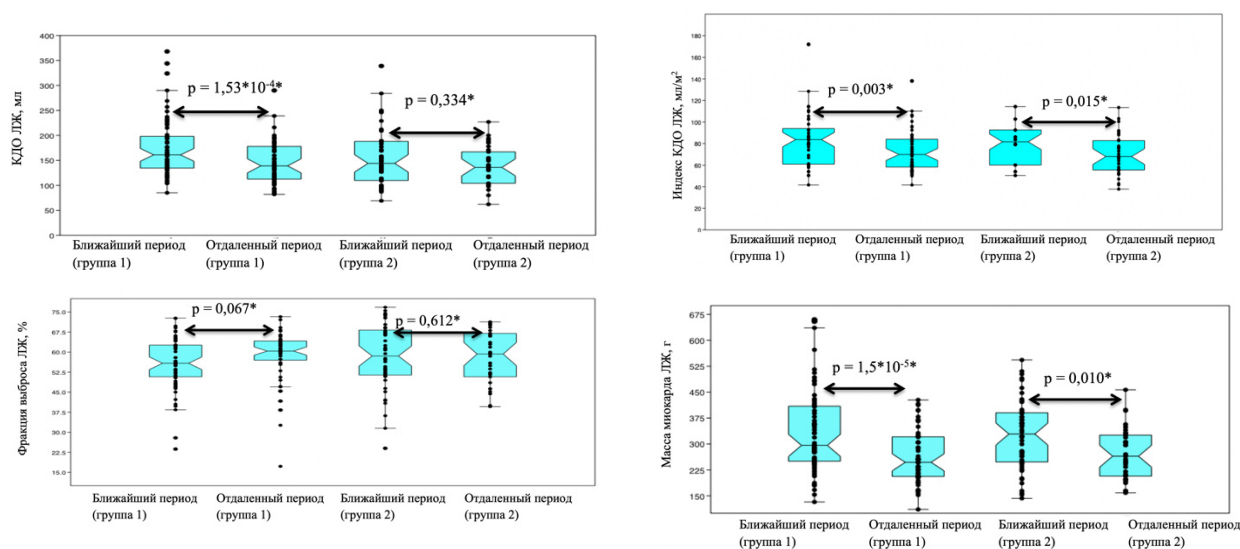 КДО ЛЖ, мл
400
350
300
250
200
150
100
50
0
p = 1,53*10⁻⁴*
p = 0,334*
Ближайший период (группа 1)
Отдаленный период (группа 1)
Ближайший период (группа 2)
Отдаленный период (группа 2)
Индекс КДО ЛЖ, мл/м²
180
160
140
120
100
80
60
40
20
0
p = 0,003*
p = 0,015*
Ближайший период (группа 1)
Отдаленный период (группа 1)
Ближайший период (группа 2)
Отдаленный период (группа 2)
Фракция выброса ЛЖ, %
75.0
67.5
60.0
52.5
45.0
37.5
30.0
22.5
15.0
p = 0,067*
p = 0,612*
Ближайший период (группа 1)
Отдаленный период (группа 1)
Ближайший период (группа 2)
Отдаленный период (группа 2)
Масса миокарда ЛЖ, г
675
600
525
450
375
300
225
150
p = 1,5*10⁻⁵*
p = 0,010*
Ближайший период (группа 1)
Отдаленный период (группа 1)
Ближайший период (группа 2)
Отдаленный период (группа 2)